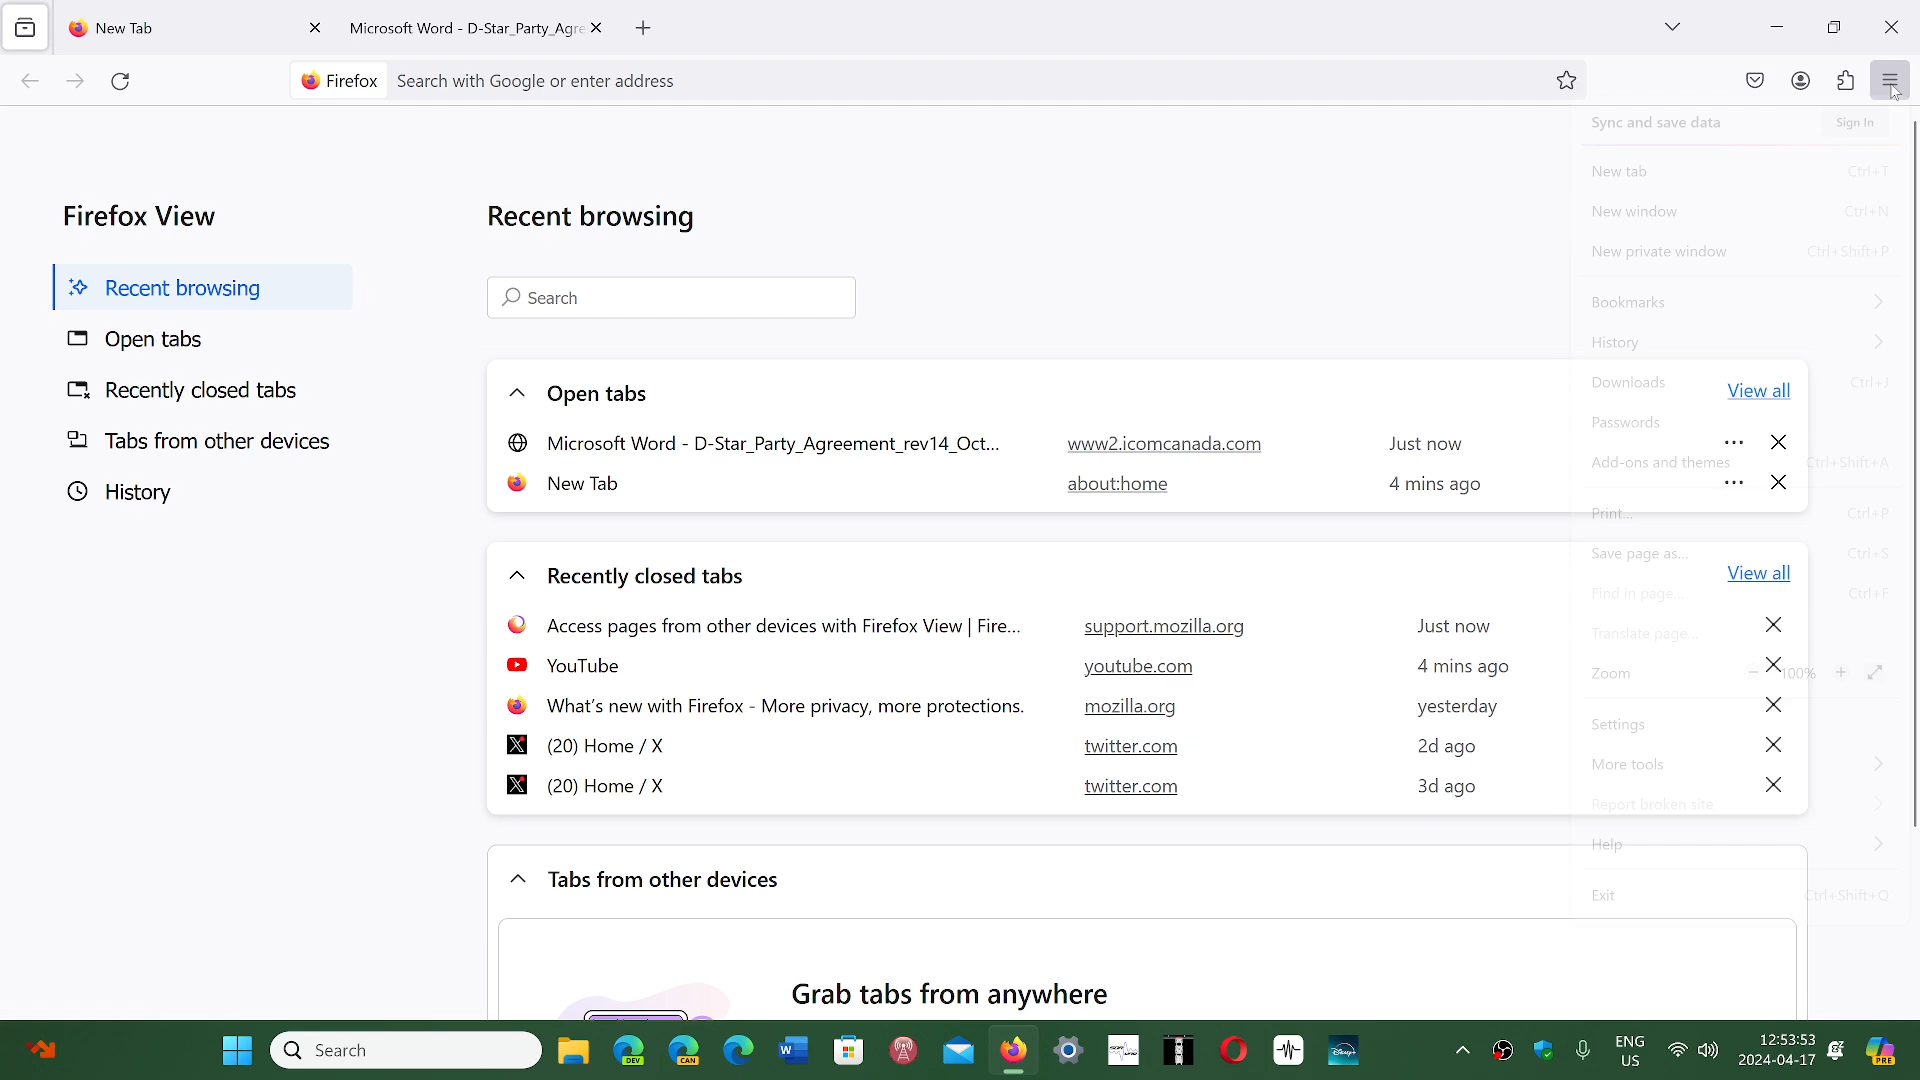 New Tab
Microsoft Word - D-Star_Party_Agre
Firefox Search with Google or enter address
Sync and save data Sign In
New tab Ctrl+T
New window Ctrl+N
New private window Ctrl+Shift+P
Bookmarks
History
Downloads Ctrl+J
Passwords
Add-ons and themes Ctrl+Shift+A
Print... Ctrl+P
Save page as... Ctrl+S
Find in page... Ctrl+F
Translate page...
Zoom 100%
Settings
More tools
Report broken site
Help
Exit Ctrl+Shift+Q
Firefox View
Recent browsing
Open tabs
Recently closed tabs
Tabs from other devices
History
Recent browsing
Search
Open tabs View all
Microsoft Word - D-Star_Party_Agreement_rev14_Oct... www2.icomcanada.com Just now
New Tab about:home 4 mins ago
Recently closed tabs View all
Access pages from other devices with Firefox View | Fire... support.mozilla.org Just now
YouTube youtube.com 4 mins ago
What's new with Firefox - More privacy, more protections. mozilla.org yesterday
(20) Home / X twitter.com 2d ago
(20) Home / X twitter.com 3d ago
Tabs from other devices
Grab tabs from anywhere
Search
DEV
CAN
Disney+
ENG
US
12:53:53
2024-04-17
PRE